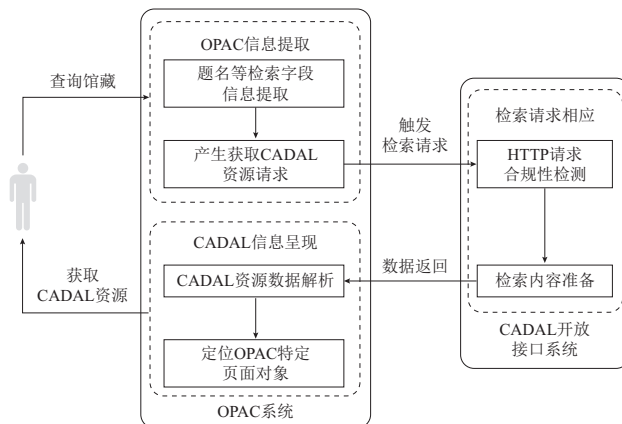 OPAC信息提取
查询馆藏
题名等检索字段
信息提取
产生获取CADAL
资源请求
触发
检索请求
检索请求相应
HTTP请求
合规性检测
检索内容准备
CADAL开放
接口系统
数据返回
CADAL信息呈现
CADAL资源数据解析
定位OPAC特定
页面对象
OPAC系统
获取
CADAL资源